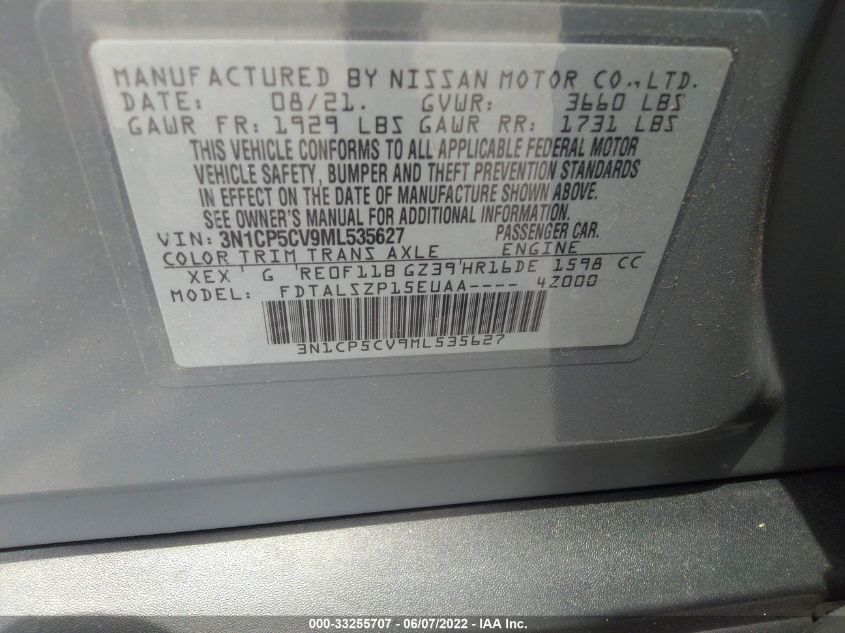 MANUFACTURED BY NISSAN MOTOR CO.,LTD.
DATE: 08/21. GVWR: 3660 LBS
GAWR FR: 1929 LBS GAWR RR: 1731 LBS
THIS VEHICLE CONFORMS TO ALL APPLICABLE FEDERAL MOTOR
VEHICLE SAFETY, BUMPER AND THEFT PREVENTION STANDARDS
IN EFFECT ON THE DATE OF MANUFACTURE SHOWN ABOVE.
SEE OWNER'S MANUAL FOR ADDITIONAL INFORMATION.
VIN: 3N1CP5CV9ML535627 PASSENGER CAR.
COLOR TRIM TRANS AXLE ENGINE
XEX' G 'RE0F11B GZ39'HR16DE 1598 CC
MODEL: FDTALSZP15EUAA---- 4Z000
3N1CP5CV9ML535627
000-33255707 - 06/07/2022 - IAA Inc.